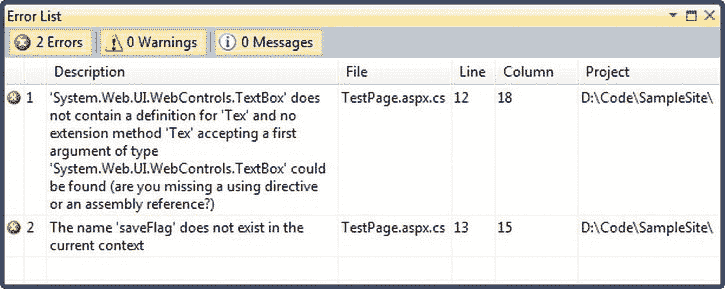 Error List
2 Errors
0 Warnings
0 Messages
Description File Line Column Project
1 'System.Web.UI.WebControls.TextBox' does TestPage.aspx.cs 12 18 D:\Code\SampleSite\
not contain a definition for 'Tex' and no
extension method 'Tex' accepting a first
argument of type
'System.Web.UI.WebControls.TextBox' could
be found (are you missing a using directive
or an assembly reference?)
2 The name 'saveFlag' does not exist in the TestPage.aspx.cs 13 15 D:\Code\SampleSite\
current context